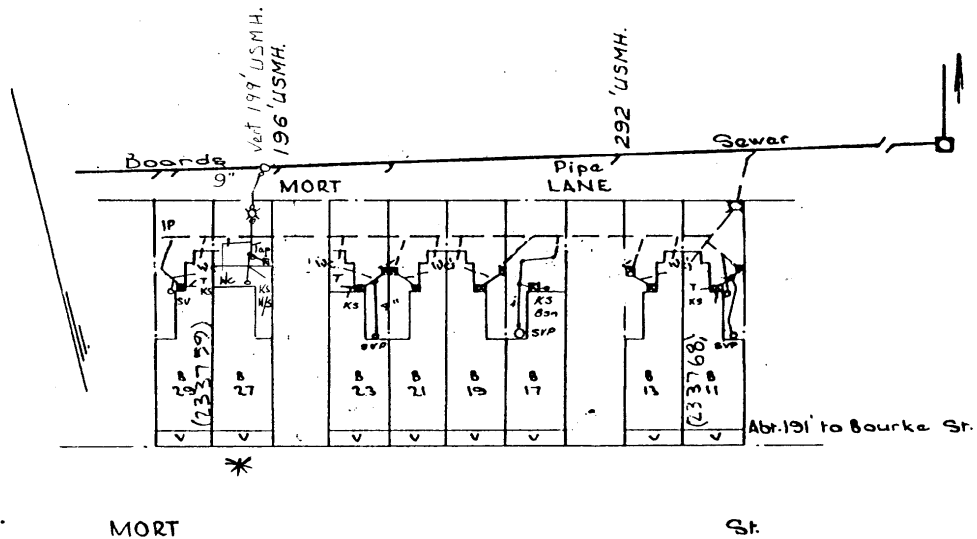 Vert 199' USMH.
196' USMH.
292 'USMH.
Boards
9"
Pipe
Sewer
MORT
LANE
IP
Tap
T
KS
SV
WC
KS
T
KS
4"
SVP
KS
Bsn
SVP
T
KS
SVP
B
29
(233759)
B
27
B
23
B
21
B
19
B
17
B
13
B
11
(233768)
Abt.191' to Bourke St.
MORT
St.